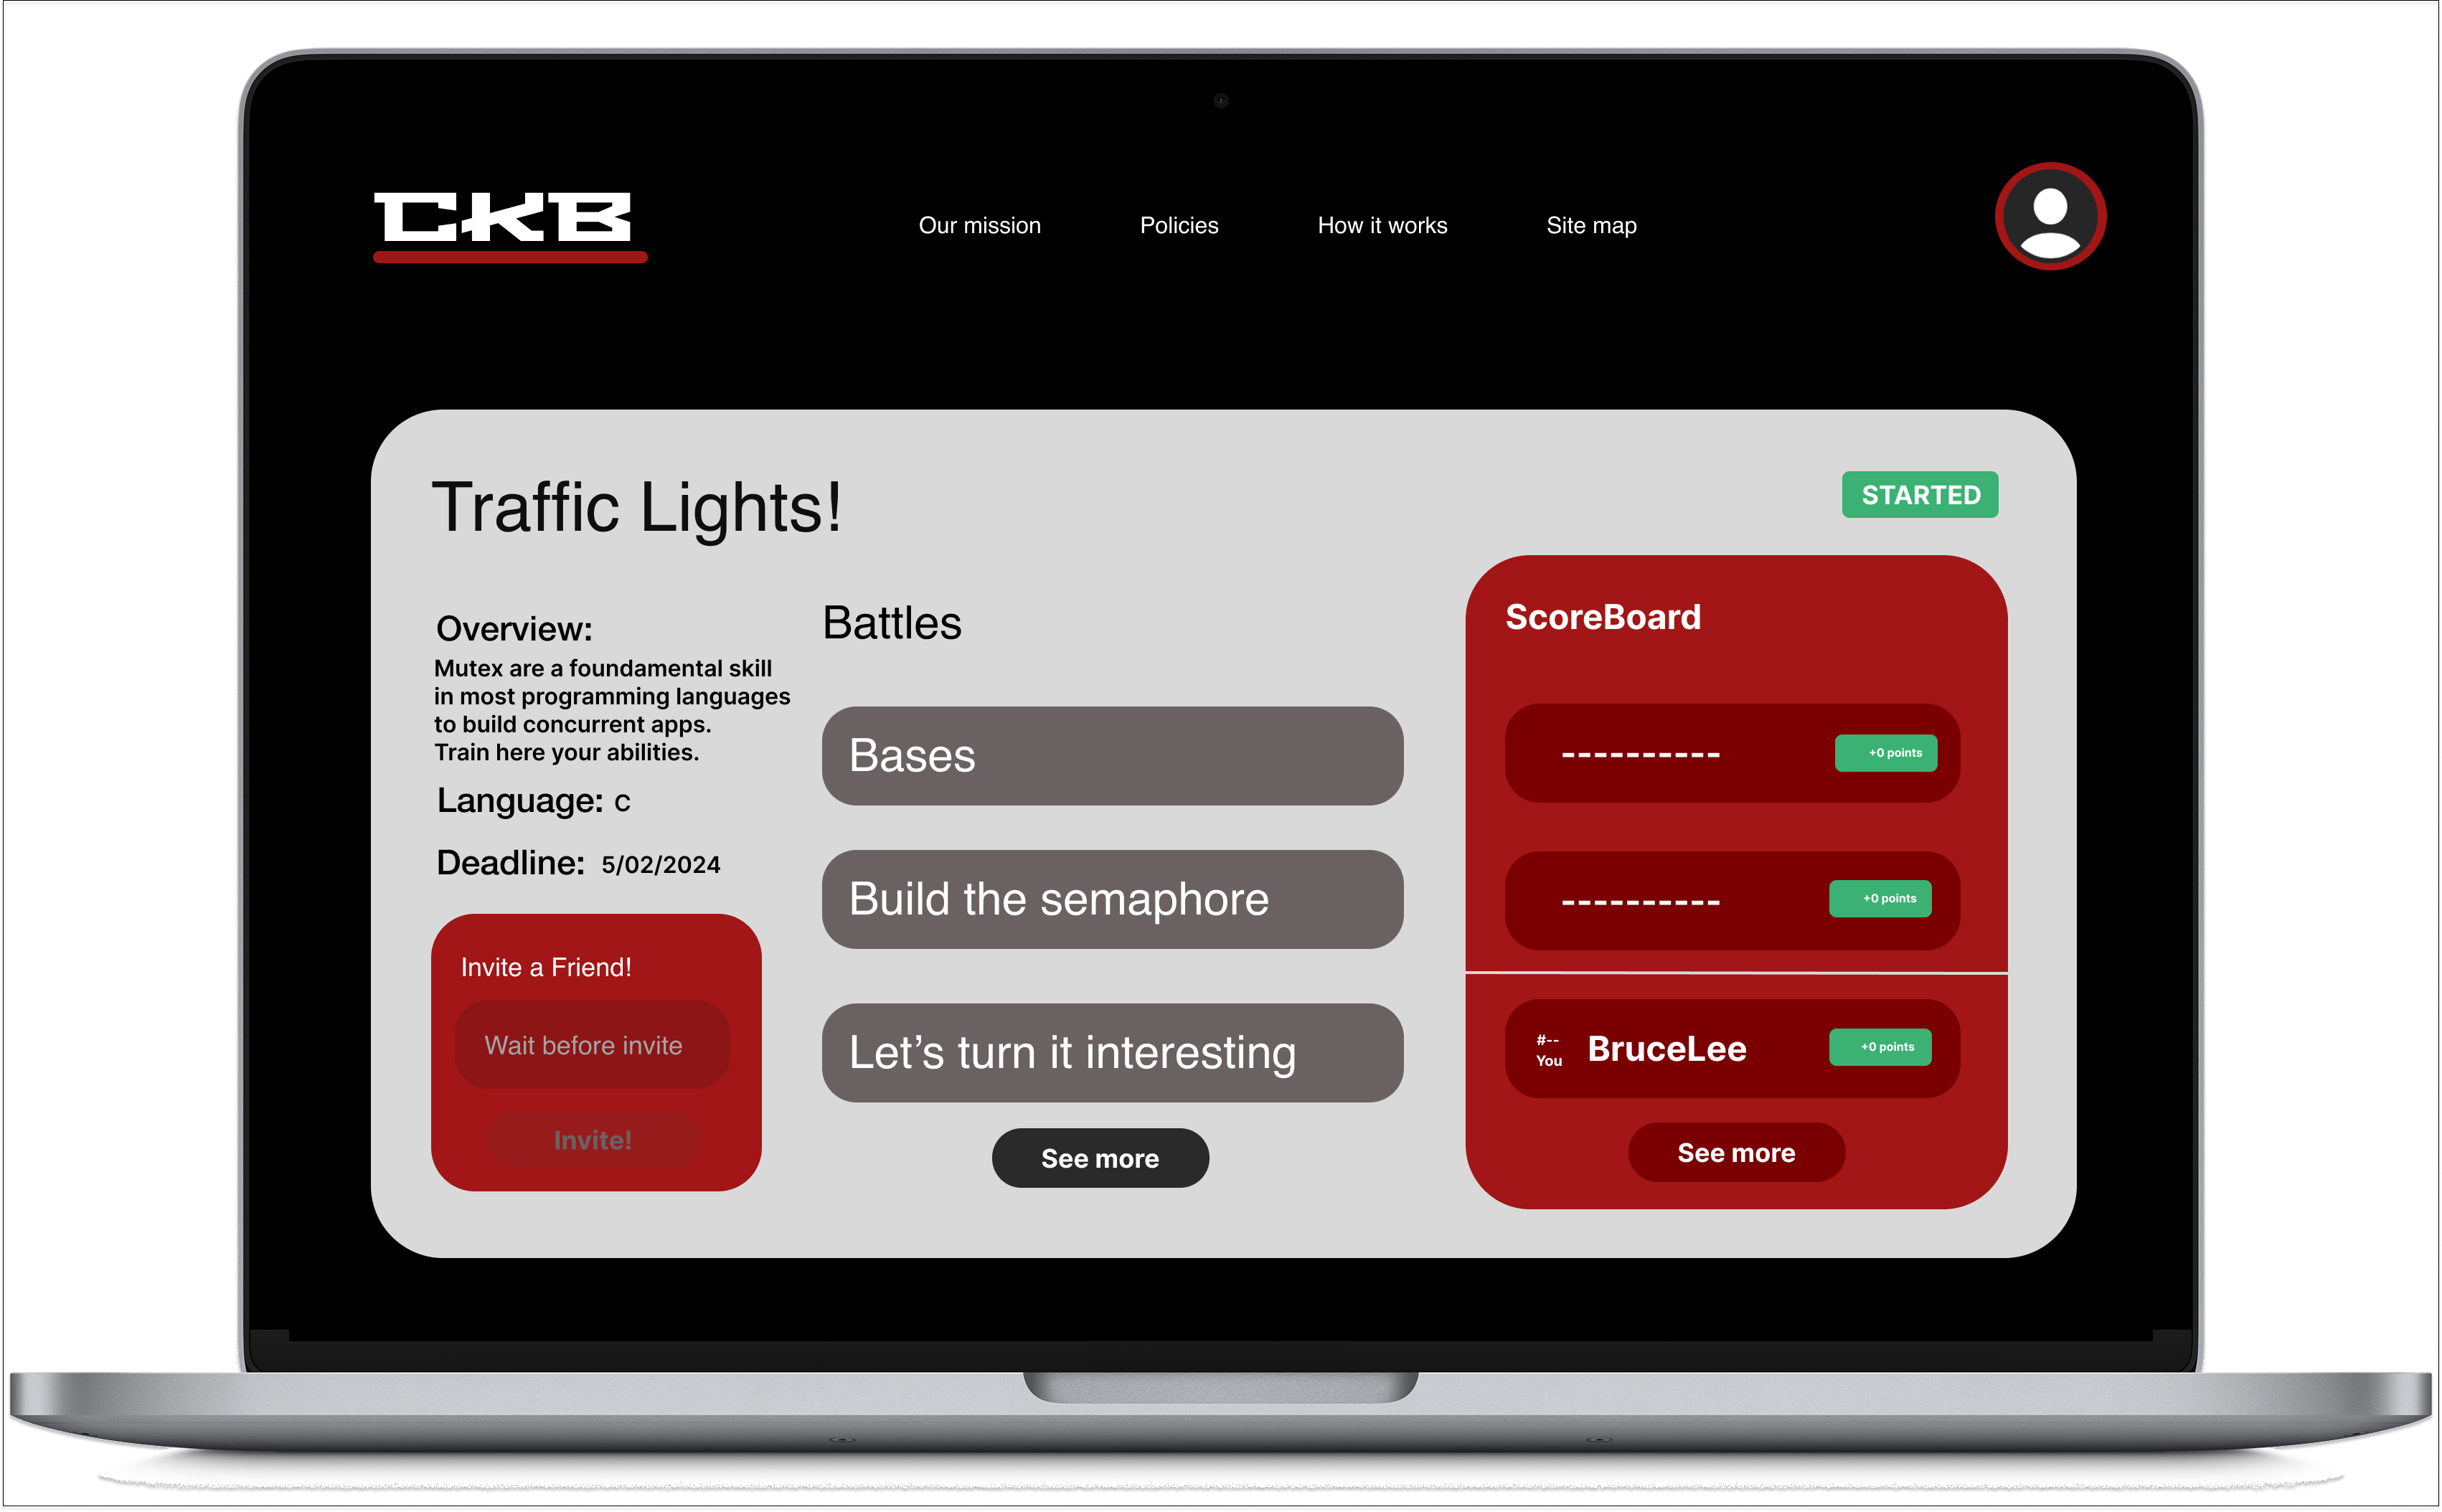 CKB
Our mission
Policies
How it works
Site map
Traffic Lights!
STARTED
Overview:
Mutex are a foundamental skill
in most programming languages
to build concurrent apps.
Train here your abilities.
Language: c
Deadline: 5/02/2024
Invite a Friend!
Wait before invite
Invite!
Battles
Bases
Build the semaphore
Let's turn it interesting
See more
ScoreBoard
---------- +0 points
---------- +0 points
#--
You
BruceLee
+0 points
See more